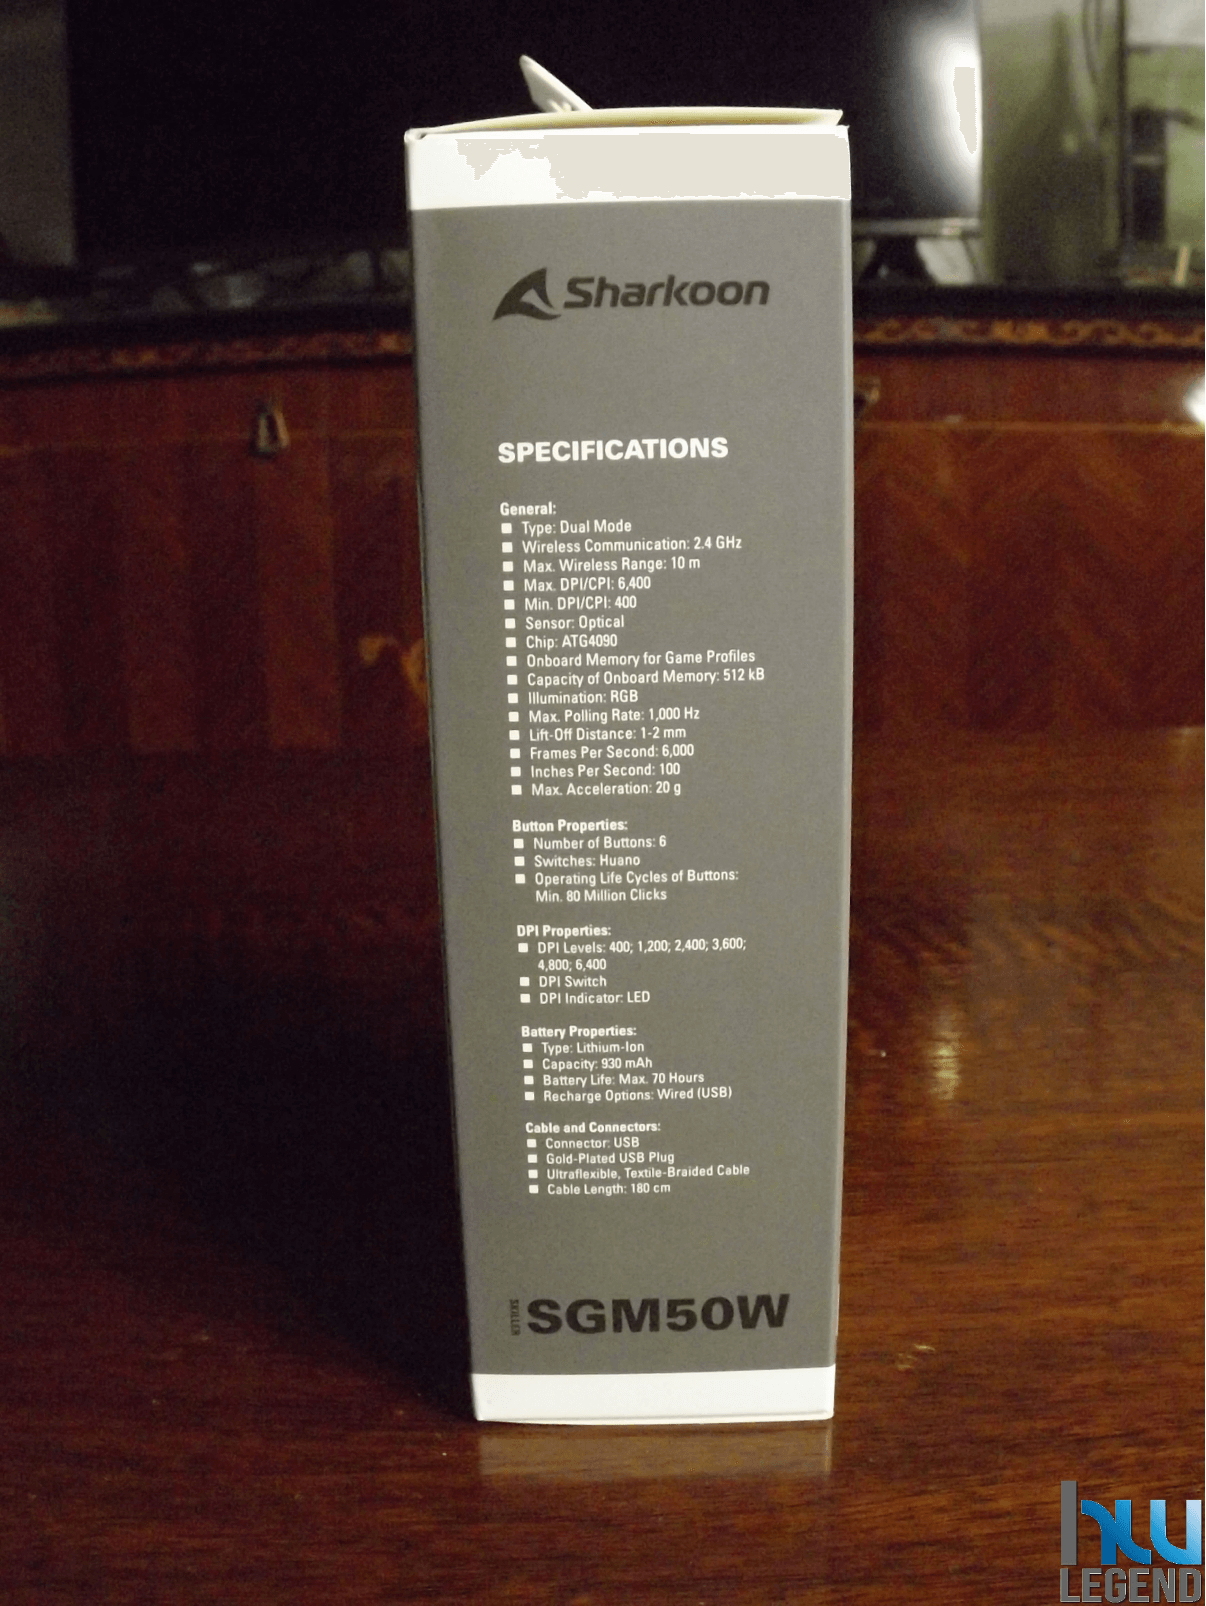 Sharkoon
SPECIFICATIONS
General:
Type: Dual Mode
Wireless Communication: 2.4 GHz
Max. Wireless Range: 10 m
Max. DPI/CPI: 6,400
Min. DPI/CPI: 400
Sensor: Optical
Chip: ATG4090
Onboard Memory for Game Profiles
Capacity of Onboard Memory: 512 kB
Illumination: RGB
Max. Polling Rate: 1,000 Hz
Lift-Off Distance: 1-2 mm
Frames Per Second: 6,000
Inches Per Second: 100
Max. Acceleration: 20 g
Button Properties:
Number of Buttons: 6
Switches: Huano
Operating Life Cycles of Buttons:
Min. 80 Million Clicks
DPI Properties:
DPI Levels: 400; 1,200; 2,400; 3,600;
4,800; 6,400
DPI Switch
DPI Indicator: LED
Battery Properties:
Type: Lithium-Ion
Capacity: 930 mAh
Battery Life: Max. 70 Hours
Recharge Options: Wired (USB)
Cable and Connectors:
Connector: USB
Gold-Plated USB Plug
Ultraflexible, Textile-Braided Cable
Cable Length: 180 cm
SKILLER
SGM50W
hw
LEGEND